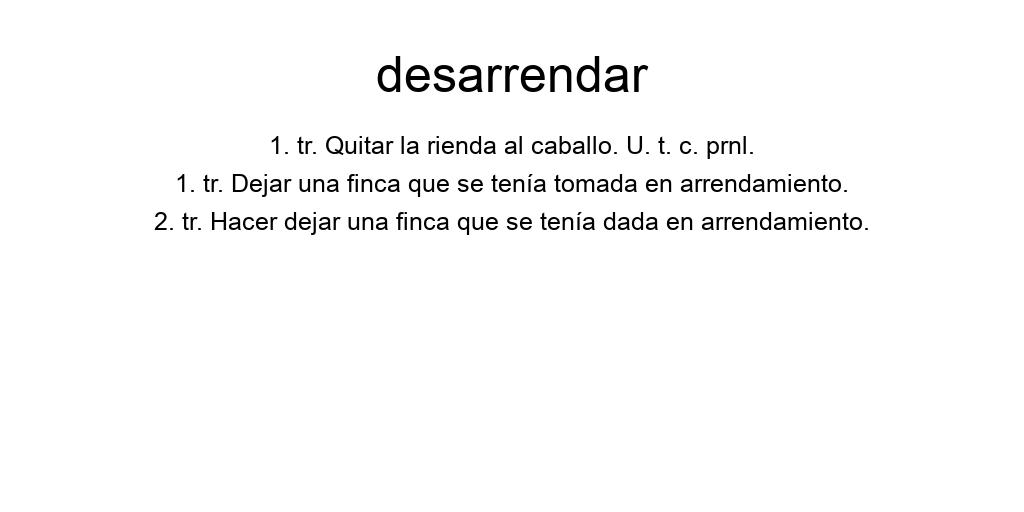 desarrendar
1. tr. Quitar la rienda al caballo. U. t. c. prnl.
1. tr. Dejar una finca que se tenía tomada en arrendamiento.
2. tr. Hacer dejar una finca que se tenía dada en arrendamiento.